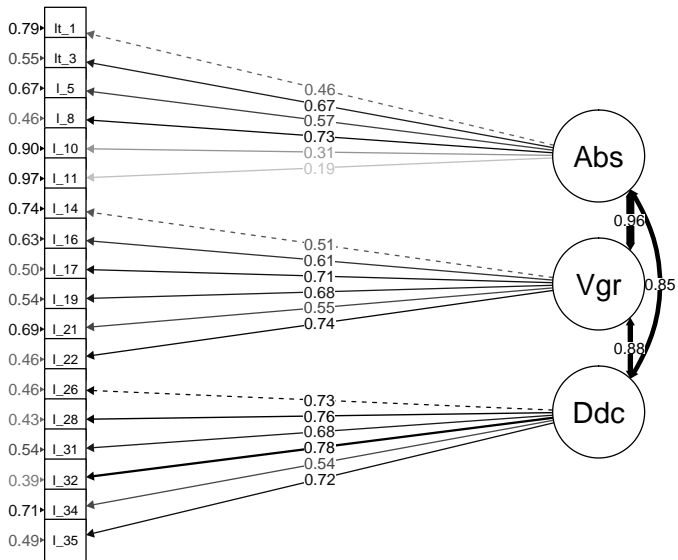 0.79 It_1
0.55 It_3
0.67 I_5
0.46 I_8
0.90 I_10
0.97 I_11
0.74 I_14
0.63 I_16
0.50 I_17
0.54 I_19
0.69 I_21
0.46 I_22
0.46 I_26
0.43 I_28
0.54 I_31
0.39 I_32
0.71 I_34
0.49 I_35
0.46
0.67
0.57
0.73
0.31
0.19
0.51
0.61
0.71
0.68
0.55
0.74
0.73
0.76
0.68
0.78
0.54
0.72
Abs
0.96
Vgr
0.85
0.88
Ddc